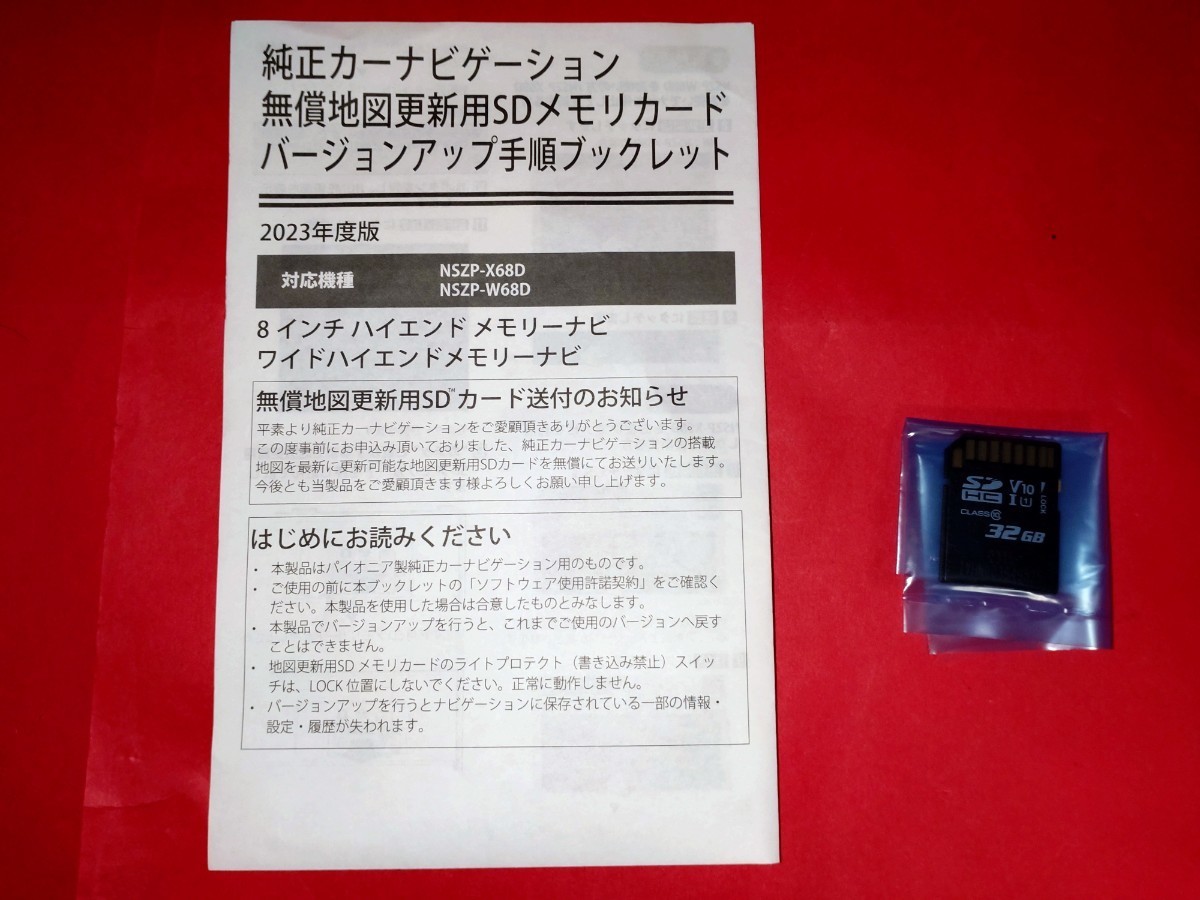 純正カーナビゲーション
無償地図更新用SDメモリカード
バージョンアップ手順ブックレット
2023年度版
対応機種
NSZP-X68D
NSZP-W68D
8 インチ ハイエンド メモリーナビ
ワイドハイエンドメモリーナビ
無償地図更新用SD™カード送付のお知らせ
平素より純正カーナビゲーションをご愛顧頂きありがとうございます。
この度事前にお申込み頂いておりました、純正カーナビゲーションの搭載
地図を最新に更新可能な地図更新用SDカードを無償にてお送りいたします。
今後とも当製品をご愛顧頂きます様よろしくお願い申し上げます。
はじめにお読みください
・ 本製品はパイオニア製純正カーナビゲーション用のものです。
・ ご使用の前に本ブックレットの「ソフトウェア使用許諾契約」をご確認く
ださい。本製品を使用した場合は合意したものとみなします。
・ 本製品でバージョンアップを行うと、これまでご使用のバージョンへ戻す
ことはできません。
・ 地図更新用SD メモリカードのライトプロテクト（書き込み禁止）スイッ
チは、LOCK 位置にしないでください。正常に動作しません。
・ バージョンアップを行うとナビゲーションに保存されている一部の情報・
設定・履歴が失われます。
SD HC V10 I U1
LOCK
CLASS 10
32GB